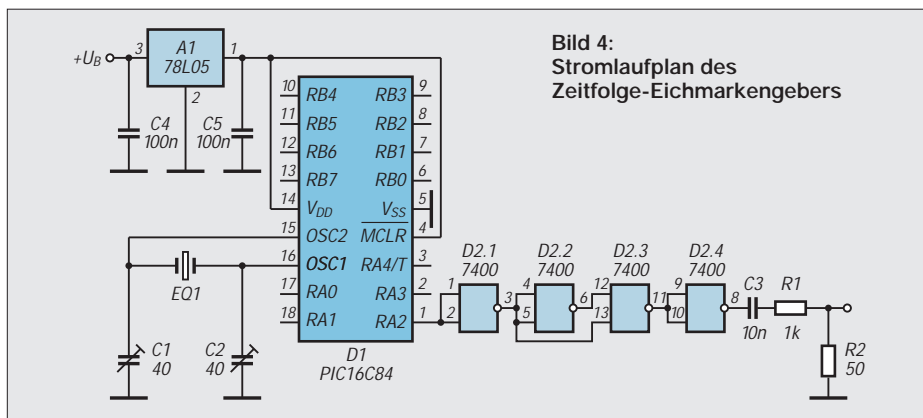 Bild 4:
Stromlaufplan des
Zeitfolge-Eichmarkengebers
+U_B
3
A1
78L05
1
2
C4
100n
C5
100n
10 RB4
RB3 9
11 RB5
RB2 8
12 RB6
RB1 7
13 RB7
RB0 6
14 V_DD
V_SS 5
15 OSC2
MCLR 4
16 OSC1
RA4/T 3
17 RA0
RA3 2
18 RA1
RA2 1
EQ1
C1
40
C2
40
D1
PIC16C84
D2.1
7400
D2.2
7400
D2.3
7400
D2.4
7400
1
2
3
4
5
6
12
13
11
9
10
8
C3
10n
R1
1k
R2
50